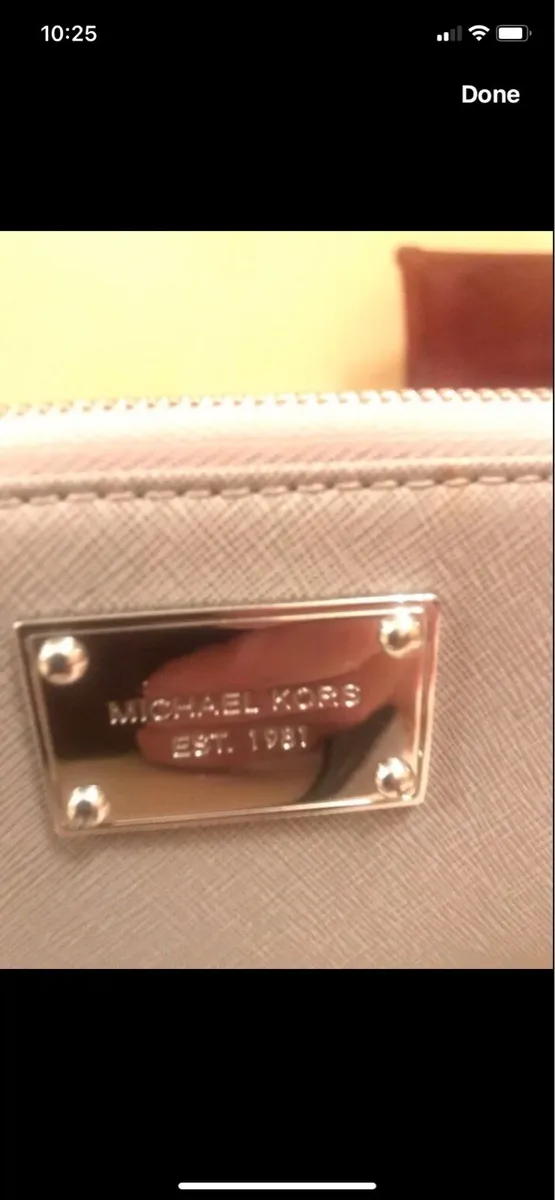 10:25
Done
MICHAEL KORS
EST. 1981